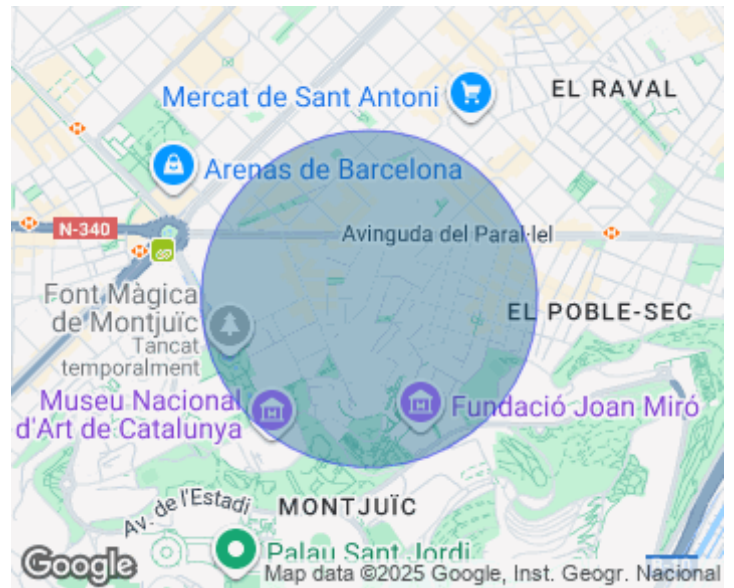 EL RAVAL
Mercat de Sant Antoni
Arenas de Barcelona
N-340
Avinguda del Paral·lel
Font Màgica
de Montjuïc
Tancat
temporalment
EL POBLE-SEC
Museu Nacional
d'Art de Catalunya
Fundació Joan Miró
Av. de l'Estadi
MONTJUÏC
Palau Sant Jordi
Google
Map data ©2025 Google, Inst. Geogr. Nacional